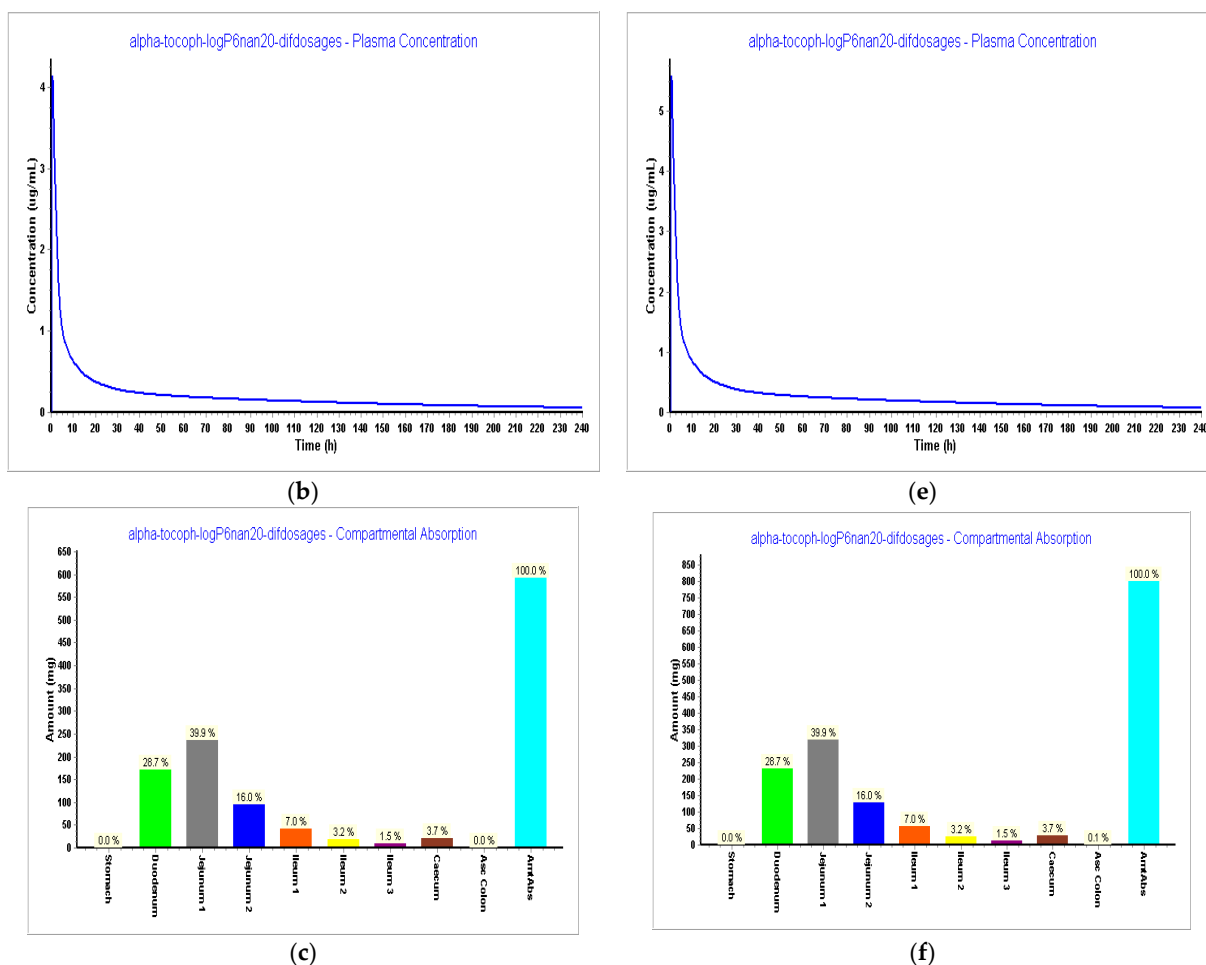 alpha-tocoph-logP6nan20-difdosages - Plasma Concentration
Concentration (ug/mL)
4
3
2
1
0
0 10 20 30 40 50 60 70 80 90 100 110 120 130 140 150 160 170 180 190 200 210 220 230 240
Time (h)
(b)
alpha-tocoph-logP6nan20-difdosages - Plasma Concentration
Concentration (ug/mL)
5
4
3
2
1
0
0 10 20 30 40 50 60 70 80 90 100 110 120 130 140 150 160 170 180 190 200 210 220 230 240
Time (h)
(e)
alpha-tocoph-logP6nan20-difdosages - Compartmental Absorption
Amount (mg)
650
600
550
500
450
400
350
300
250
200
150
100
50
0
0.0 %
28.7 %
39.9 %
16.0 %
7.0 %
3.2 %
1.5 %
3.7 %
0.0 %
100.0 %
Stomach
Duodenum
Jejunum 1
Jejunum 2
Ileum 1
Ileum 2
Ileum 3
Caecum
Asc Colon
AmtAbs
(c)
alpha-tocoph-logP6nan20-difdosages - Compartmental Absorption
Amount (mg)
850
800
750
700
650
600
550
500
450
400
350
300
250
200
150
100
50
0
0.0 %
28.7 %
39.9 %
16.0 %
7.0 %
3.2 %
1.5 %
3.7 %
0.1 %
100.0 %
Stomach
Duodenum
Jejunum 1
Jejunum 2
Ileum 1
Ileum 2
Ileum 3
Caecum
Asc Colon
AmtAbs
(f)